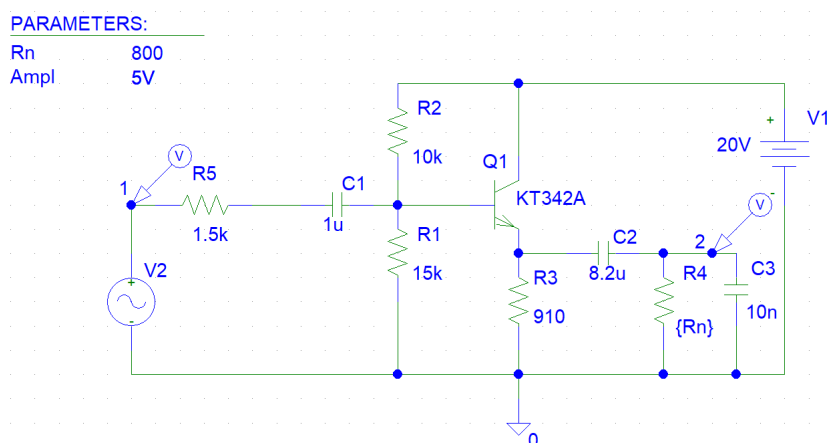 PARAMETERS:
Rn 800
Ampl 5V
V1
R2
20V
10k
Q1
V
R5
1
C1
KT342A
V
1u
R1
2
1.5k
C2
C3
V2
15k
8.2u
R4
R3
10n
910
{Rn}
0